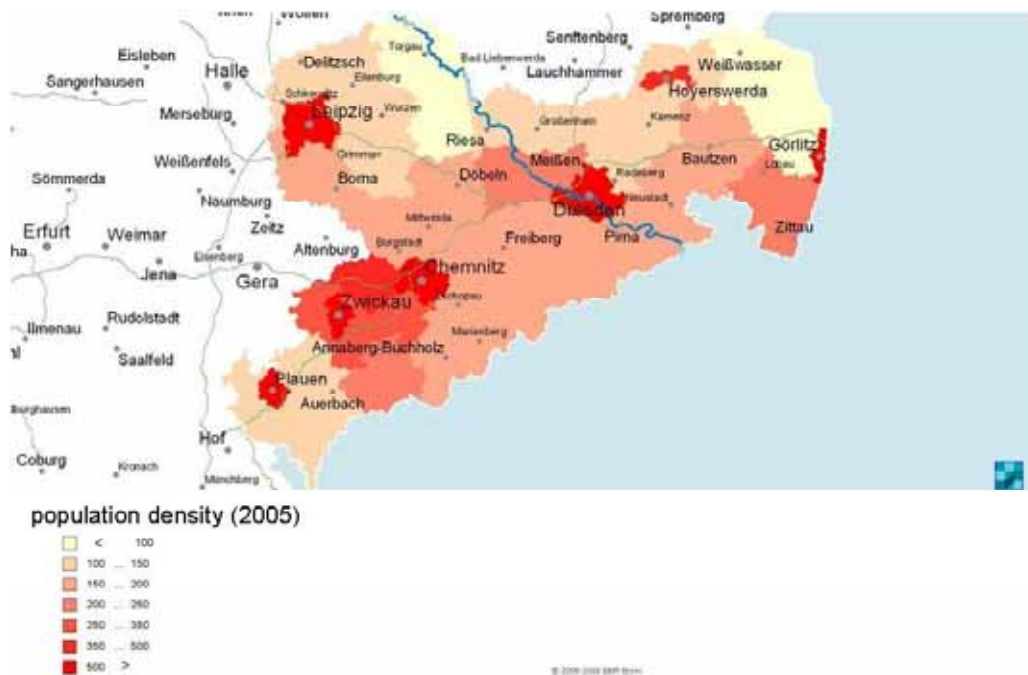 Wolfen
Spremberg
Eisleben
Torgau
Senftenberg
Bad Liebenwerda
Weißwasser
Delitzsch
Lauchhammer
Halle
Eilenburg
Sangerhausen
Schkeuditz
Hoyerswerda
Leipzig
Wurzen
Merseburg
Großenhain
Kamenz
Riesa
Görlitz
Grimma
Meißen
Bautzen
Weißenfels
Radeberg
Löbau
Borna
Döbeln
Sömmerda
Naumburg
Dresden
Neustadt
Zeitz
Mittweida
Zittau
Erfurt
Weimar
Altenburg
Burgstädt
Freiberg
Pirna
Eisenberg
Chemnitz
Jena
Gera
Zwickau
Zschopau
Ilmenau
Rudolstadt
Marienberg
Saalfeld
Annaberg-Buchholz
Plauen
Auerbach
Hof
Coburg
Kronach
Münchberg
population density (2005)
< 100
100 ... 150
150 ... 200
200 ... 250
250 ... 350
350 ... 500
500 >